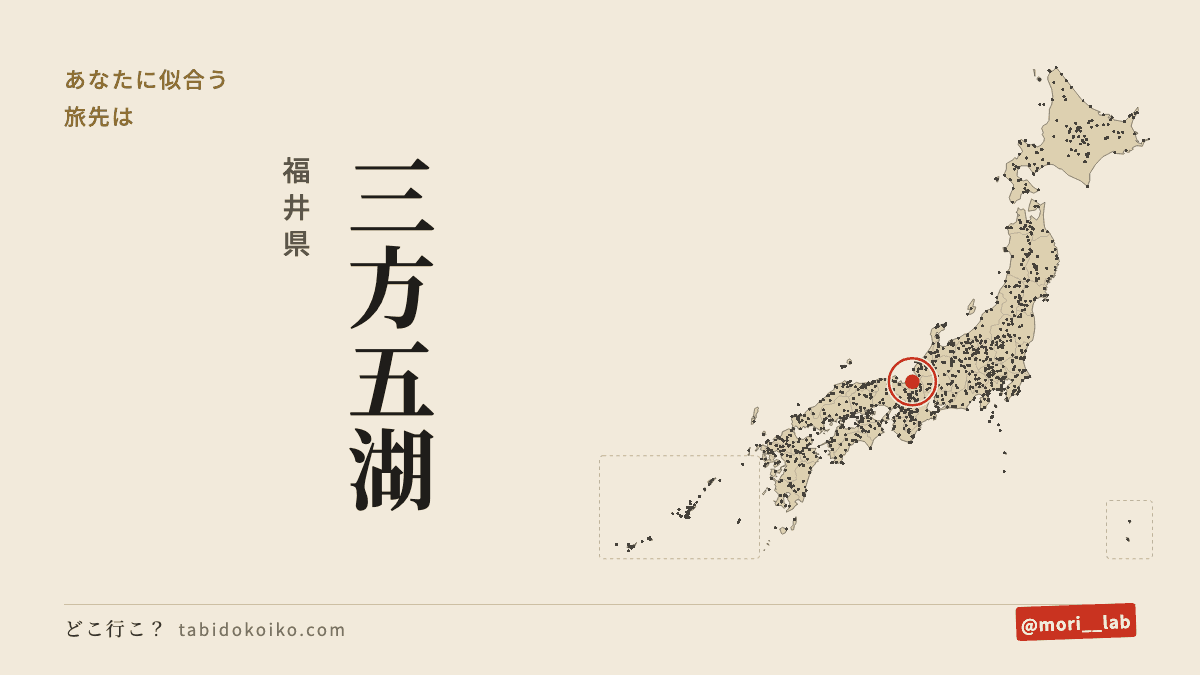 あなたに似合う
旅先は
三方五湖
福井県
どこ行こ？ tabidokoiko.com
@mori__lab